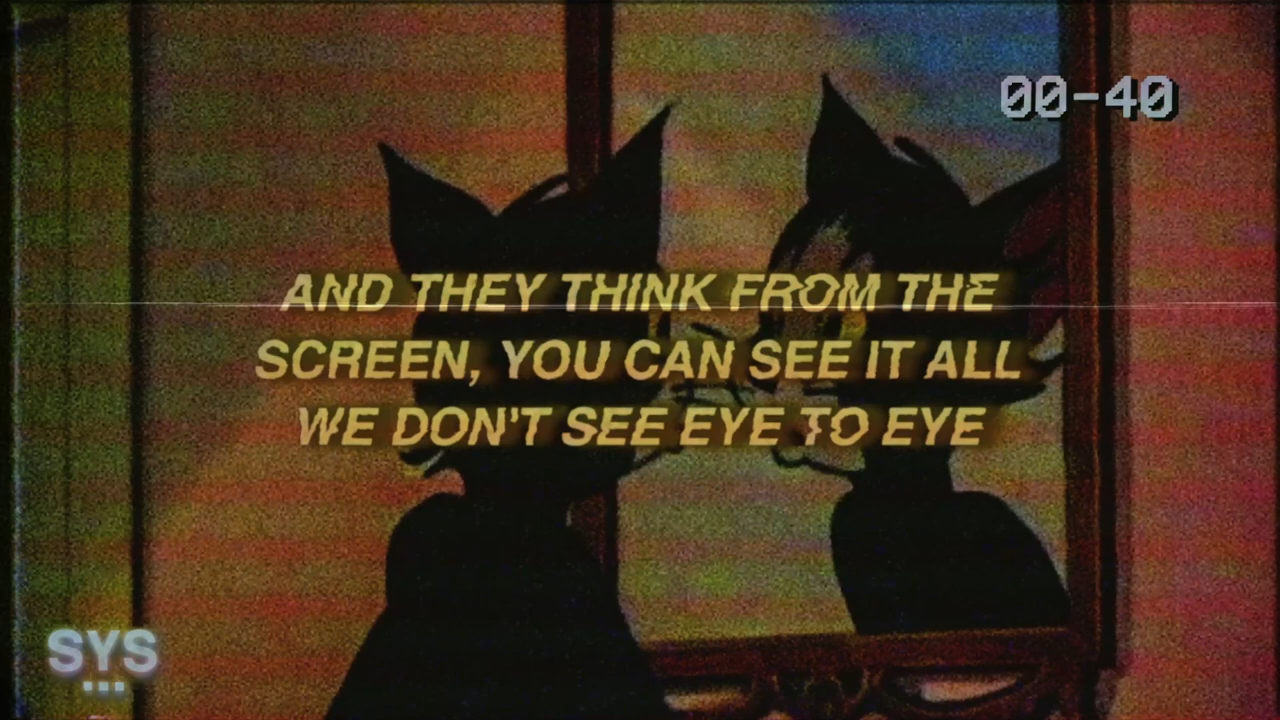 00-40
AND THEY THINK FROM THE
SCREEN, YOU CAN SEE IT ALL
WE DON'T SEE EYE TO EYE
SYS